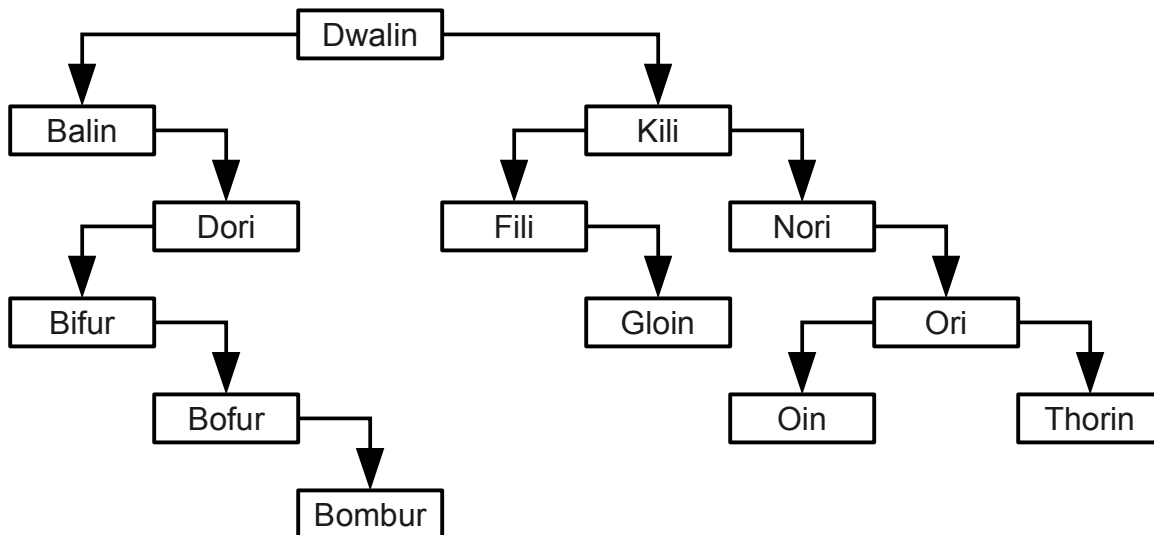 Dwalin
Balin
Kili
Dori
Fili
Nori
Bifur
Gloin
Ori
Bofur
Oin
Thorin
Bombur